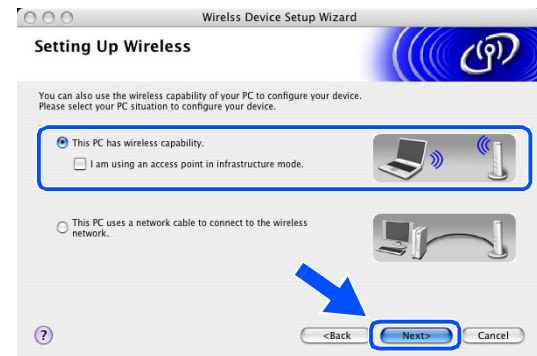 Wirelss Device Setup Wizard
Setting Up Wireless
You can also use the wireless capability of your PC to configure your device.
Please select your PC situation to configure your device.
This PC has wireless capability.
I am using an access point in infrastructure mode.
This PC uses a network cable to connect to the wireless
network.
?
<Back
Next>
Cancel